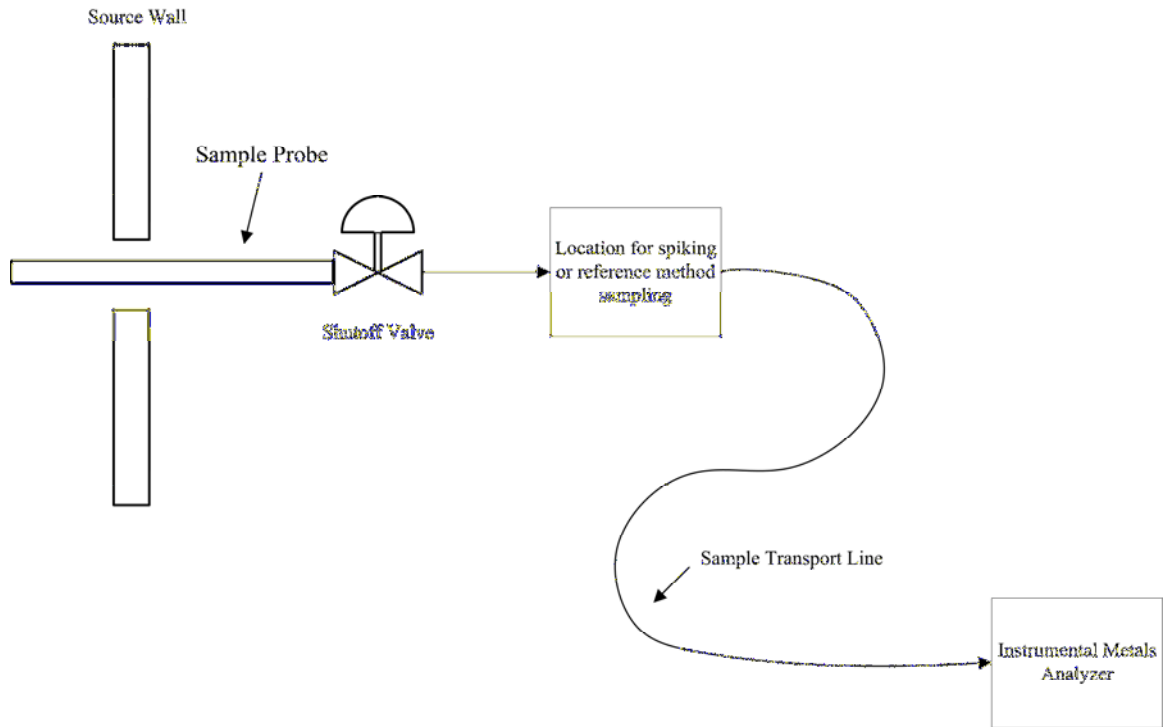 Source Wall
Sample Probe
Shutoff Valve
Location for spiking
or reference method
sampling
Sample Transport Line
Instrumental Metals
Analyzer